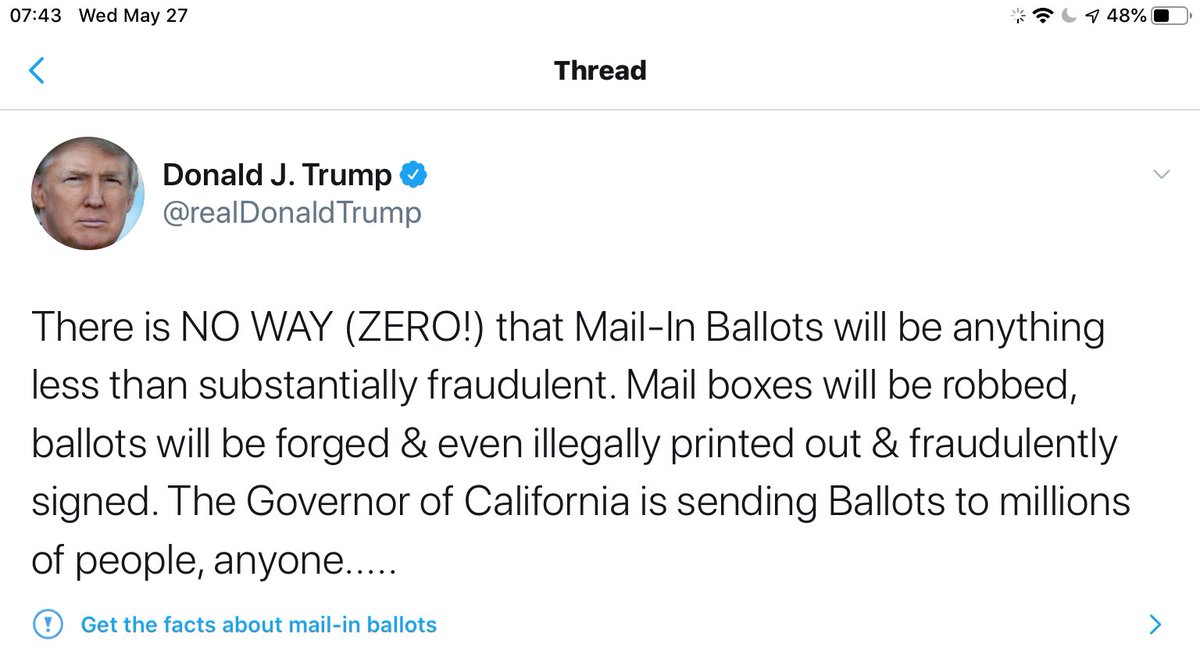 07:43 Wed May 27 48%
Thread
Donald J. Trump
@realDonaldTrump
There is NO WAY (ZERO!) that Mail-In Ballots will be anything
less than substantially fraudulent. Mail boxes will be robbed,
ballots will be forged & even illegally printed out & fraudulently
signed. The Governor of California is sending Ballots to millions
of people, anyone.....
Get the facts about mail-in ballots